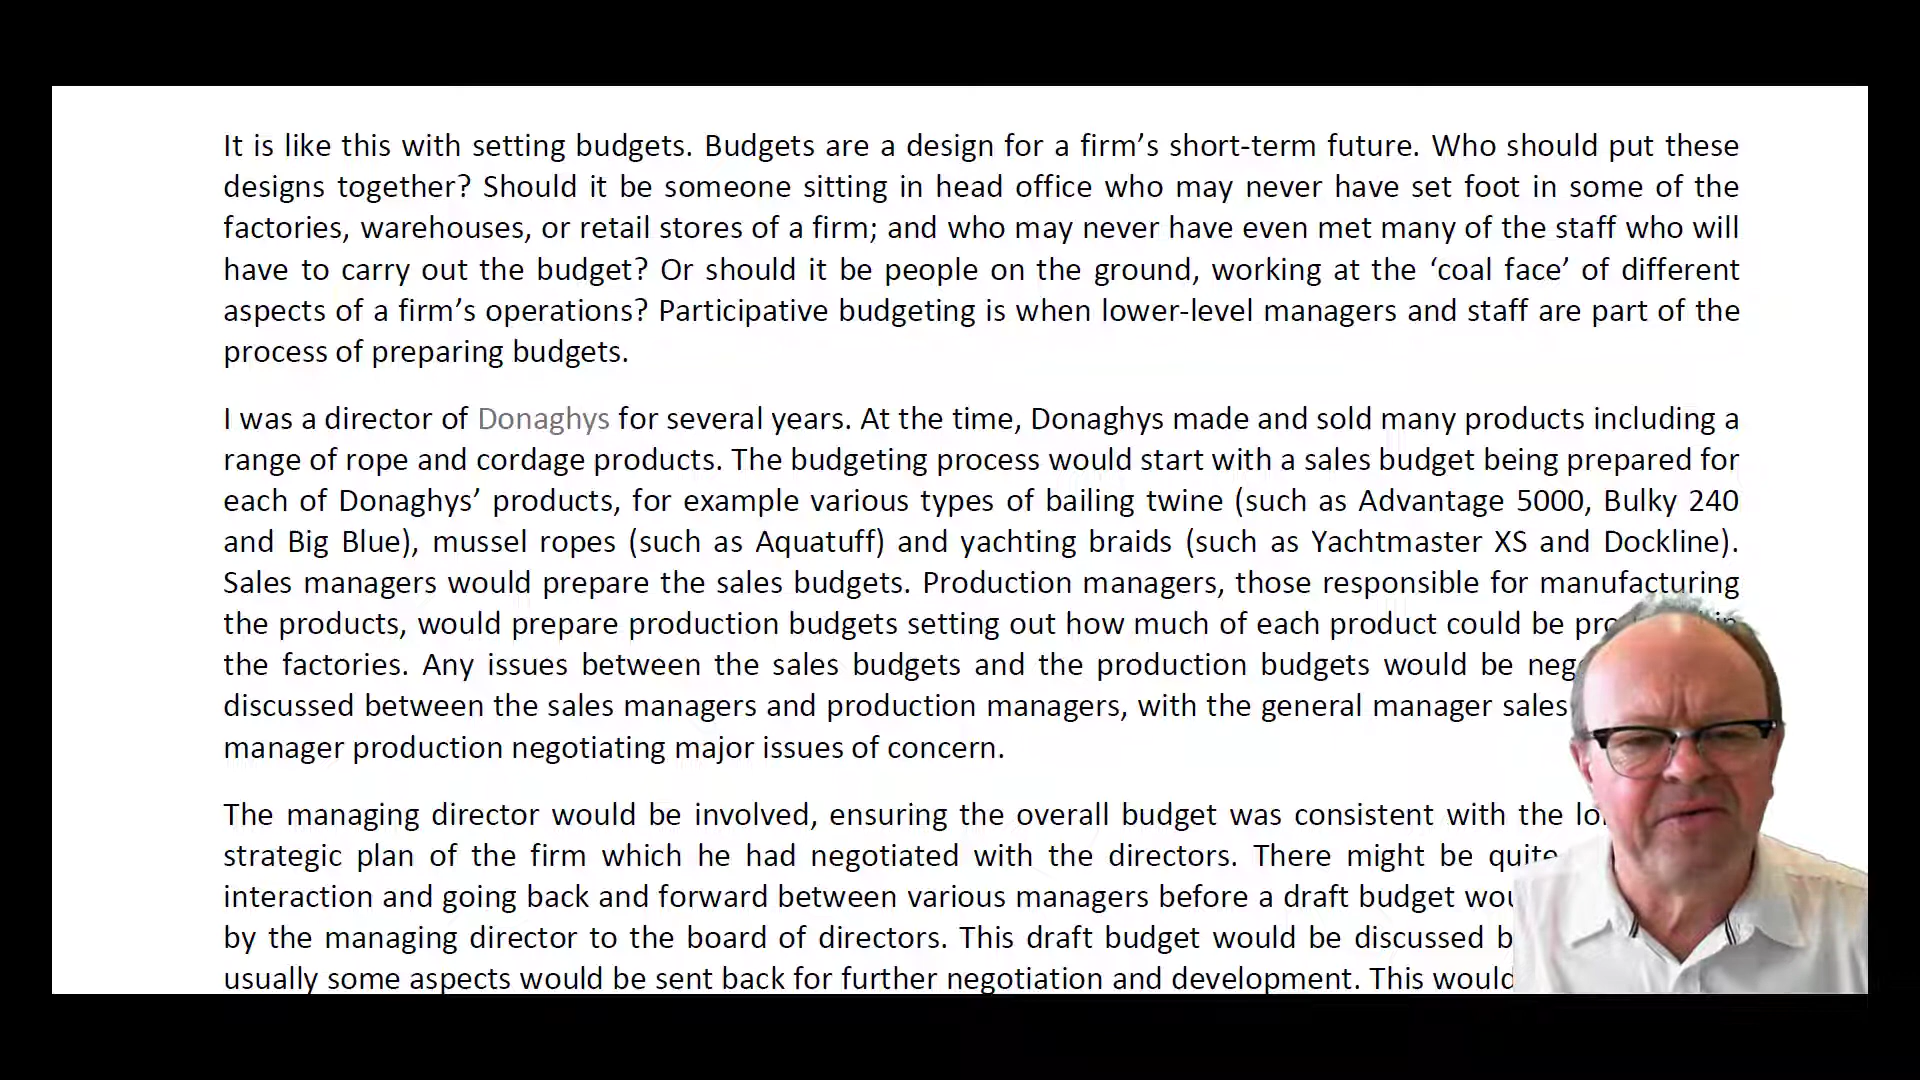 It is like this with setting budgets. Budgets are a design for a firm’s short-term future. Who should put these
designs together? Should it be someone sitting in head office who may never have set foot in some of the
factories, warehouses, or retail stores of a firm; and who may never have even met many of the staff who will
have to carry out the budget? Or should it be people on the ground, working at the ‘coal face’ of different
aspects of a firm’s operations? Participative budgeting is when lower-level managers and staff are part of the
process of preparing budgets.
I was a director of Donaghys for several years. At the time, Donaghys made and sold many products including a
range of rope and cordage products. The budgeting process would start with a sales budget being prepared for
each of Donaghys’ products, for example various types of bailing twine (such as Advantage 5000, Bulky 240
and Big Blue), mussel ropes (such as Aquatuff) and yachting braids (such as Yachtmaster XS and Dockline).
Sales managers would prepare the sales budgets. Production managers, those responsible for manufacturing
the products, would prepare production budgets setting out how much of each product could be
the factories. Any issues between the sales budgets and the production budgets would be
discussed between the sales managers and production managers, with the general manager sales
manager production negotiating major issues of concern.
The managing director would be involved, ensuring the overall budget was consistent with the
strategic plan of the firm which he had negotiated with the directors. There might be quite
interaction and going back and forward between various managers before a draft budget
by the managing director to the board of directors. This draft budget would be discussed
usually some aspects would be sent back for further negotiation and development. This would